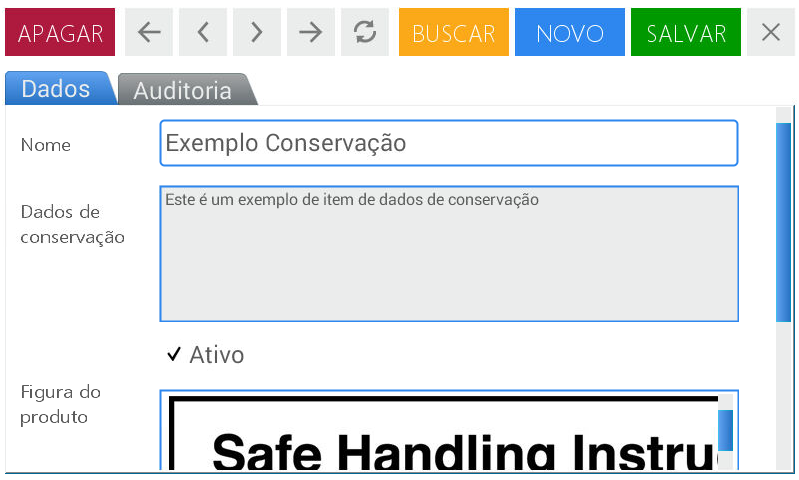 APAGAR
BUSCAR
NOVO
SALVAR
Dados
Auditoria
Nome
Exemplo Conservação
Dados de
conservação
Este é um exemplo de item de dados de conservação
Ativo
Figura do
produto
Safe Handling